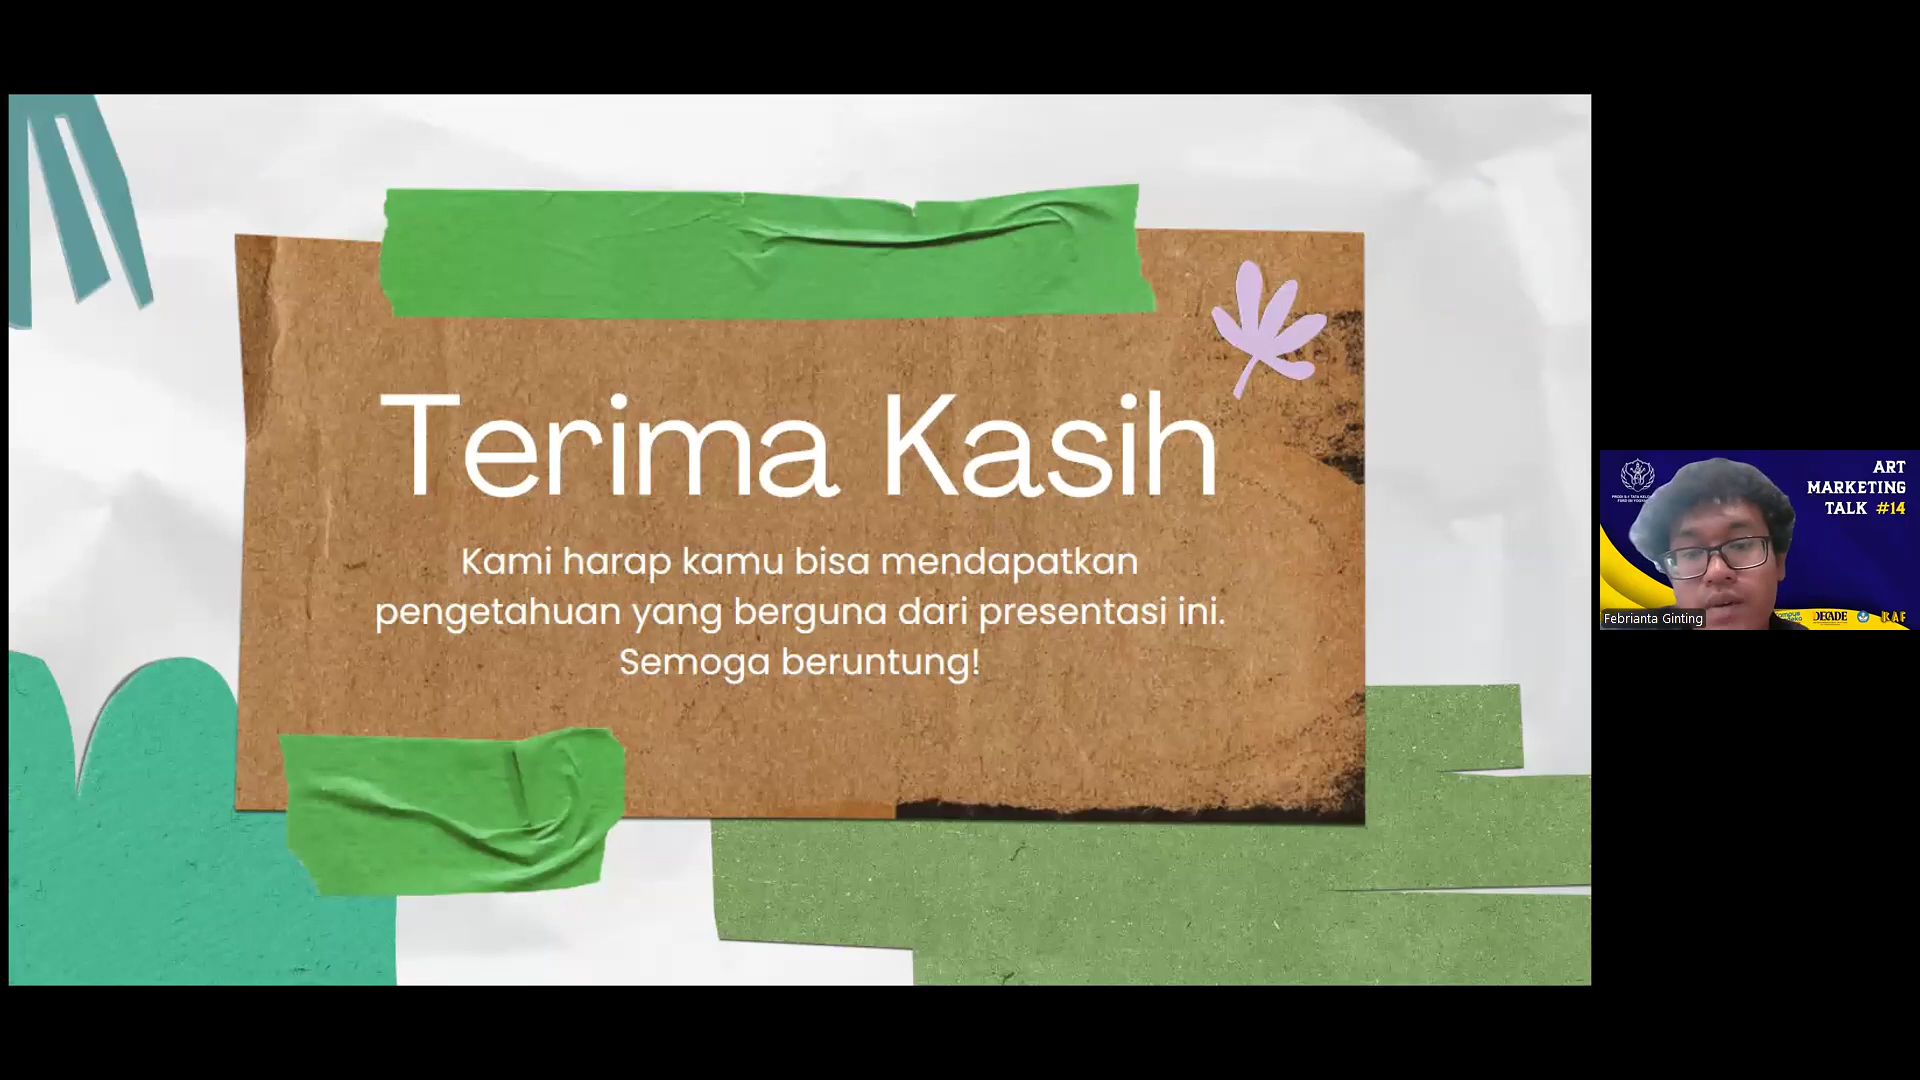 Terima Kasih
Kami harap kamu bisa mendapatkan
pengetahuan yang berguna dari presentasi ini.
Semoga beruntung!
ART
MARKETING
TALK #14
Febrianta Ginting
DECADE